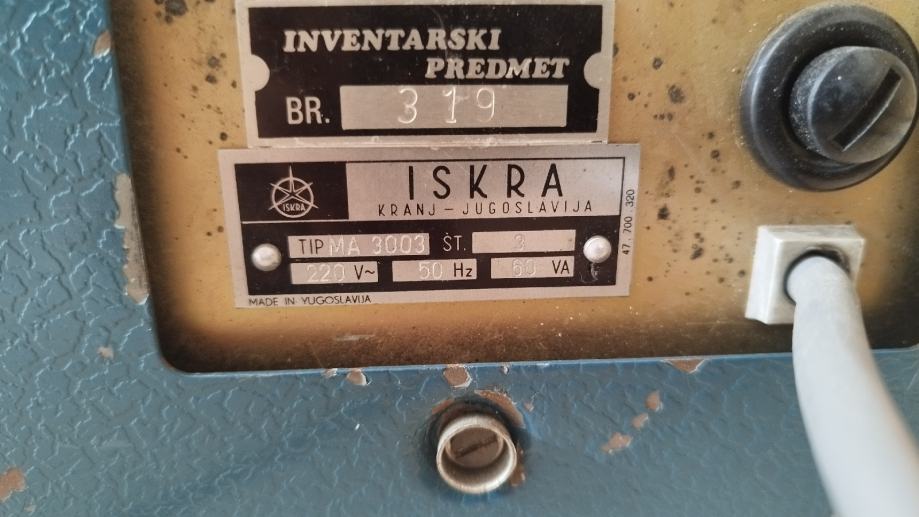 INVENTARSKI
PREDMET
BR. 319
ISKRA
ISKRA
KRANJ - JUGOSLAVIJA
TIP MA 3003 ŠT. 3
220 V~ 50 Hz 60 VA
47.700.320
MADE IN YUGOSLAVIJA